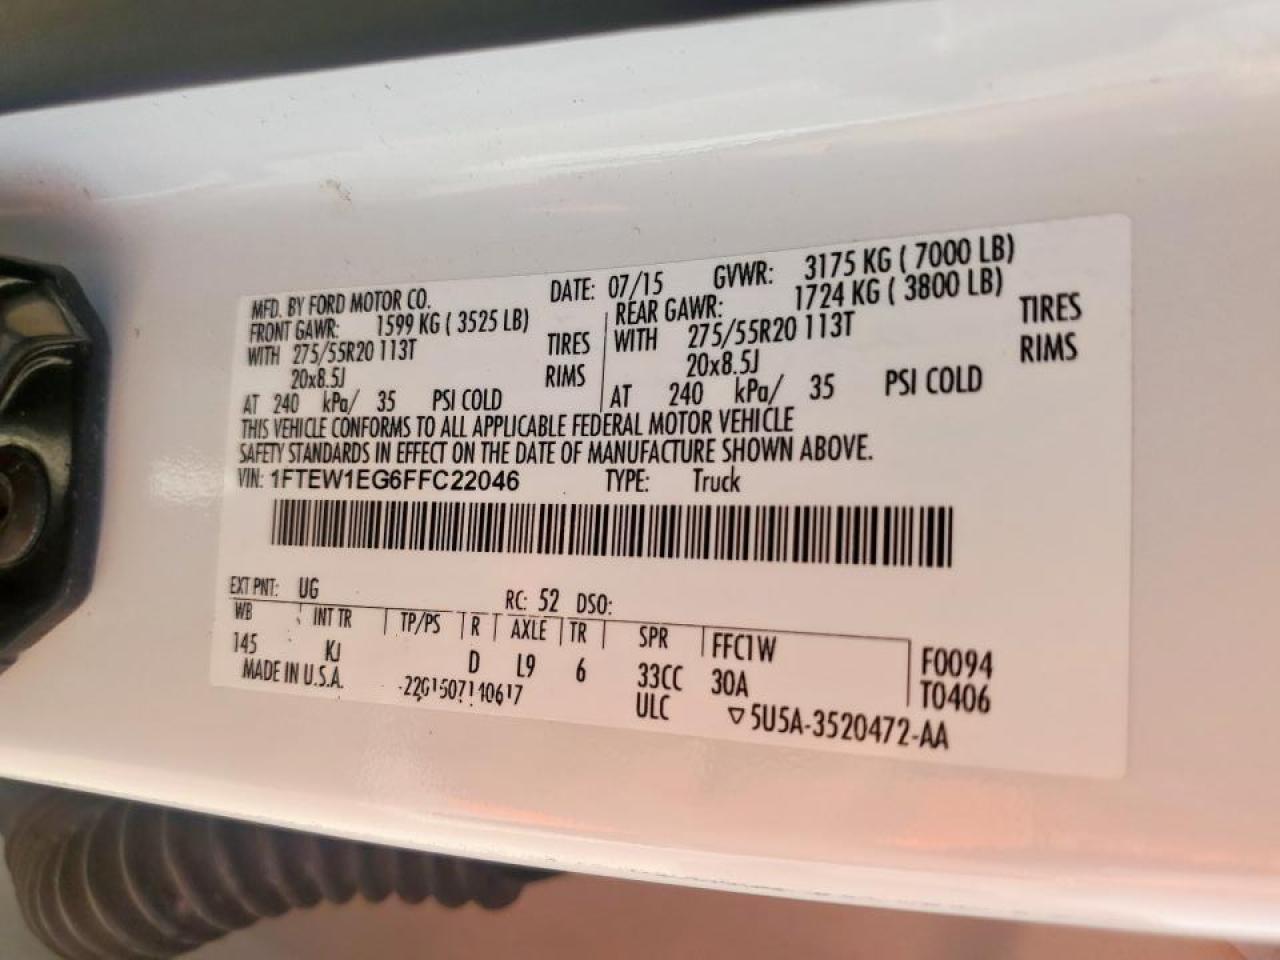 MFD. BY FORD MOTOR CO. DATE: 07/15 GVWR: 3175 KG ( 7000 LB)
FRONT GAWR: 1599 KG ( 3525 LB) REAR GAWR: 1724 KG ( 3800 LB)
WITH 275/55R20 113T TIRES WITH 275/55R20 113T TIRES
20x8.5J RIMS 20x8.5J RIMS
AT 240 kPa/ 35 PSI COLD AT 240 kPa/ 35 PSI COLD
THIS VEHICLE CONFORMS TO ALL APPLICABLE FEDERAL MOTOR VEHICLE
SAFETY STANDARDS IN EFFECT ON THE DATE OF MANUFACTURE SHOWN ABOVE.
VIN: 1FTEW1EG6FFC22046 TYPE: Truck
EXT PNT: UG RC: 52 DSO:
WB INT TR TP/PS R AXLE TR SPR FFC1W F0094
145 KJ D L9 6 33CC 30A T0406
MADE IN U.S.A. -22G1507110617 ULC ▽5U5A-3520472-AA